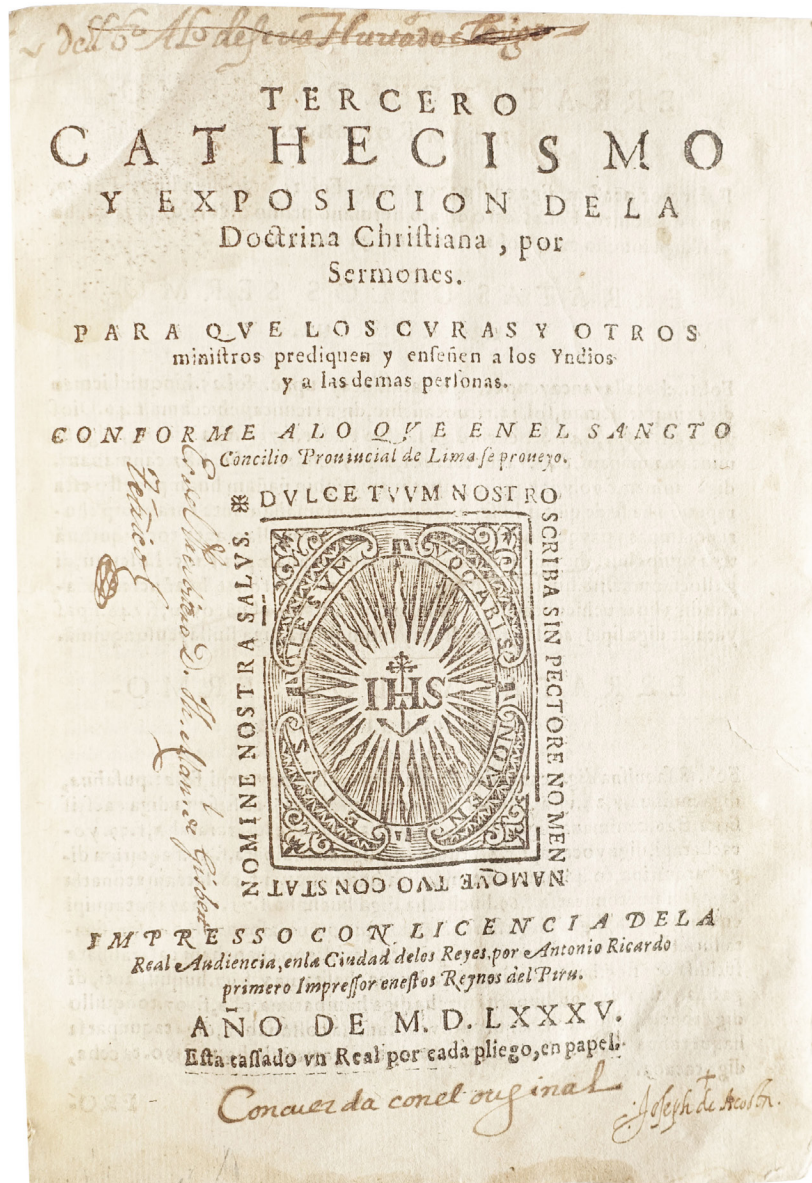 TERCERO
CATHECISMO
Y EXPOSICION DE LA
Doctrina Christiana, por
Sermones.
PARA QVE LOS CVRAS Y OTROS
ministros prediquen y enseñen a los Yndios
y a las demas personas.
CONFORME A LO QVE EN EL SANCTO
Concilio Prouincial de Lima se proueyo.
DVLCE TVVM NOSTRO
SCRIBA SIN PECTORE NOMEN
NAMQVE TVO CONSTAT
NOMINE NOSTRA SALVS.
VOCABIS
NOMEN
EIVS
IESVM
IHS
IMPRESSO CON LICENCIA DE LA
Real Audiencia, en la Ciudad de los Reyes, por Antonio Ricardo
primero Impressor en estos Reynos del Piru.
AÑO DE M. D. LXXXV.
Esta tassado vn Real por cada pliego, en papel.
Concuerda con el original
Joseph de Acosta.